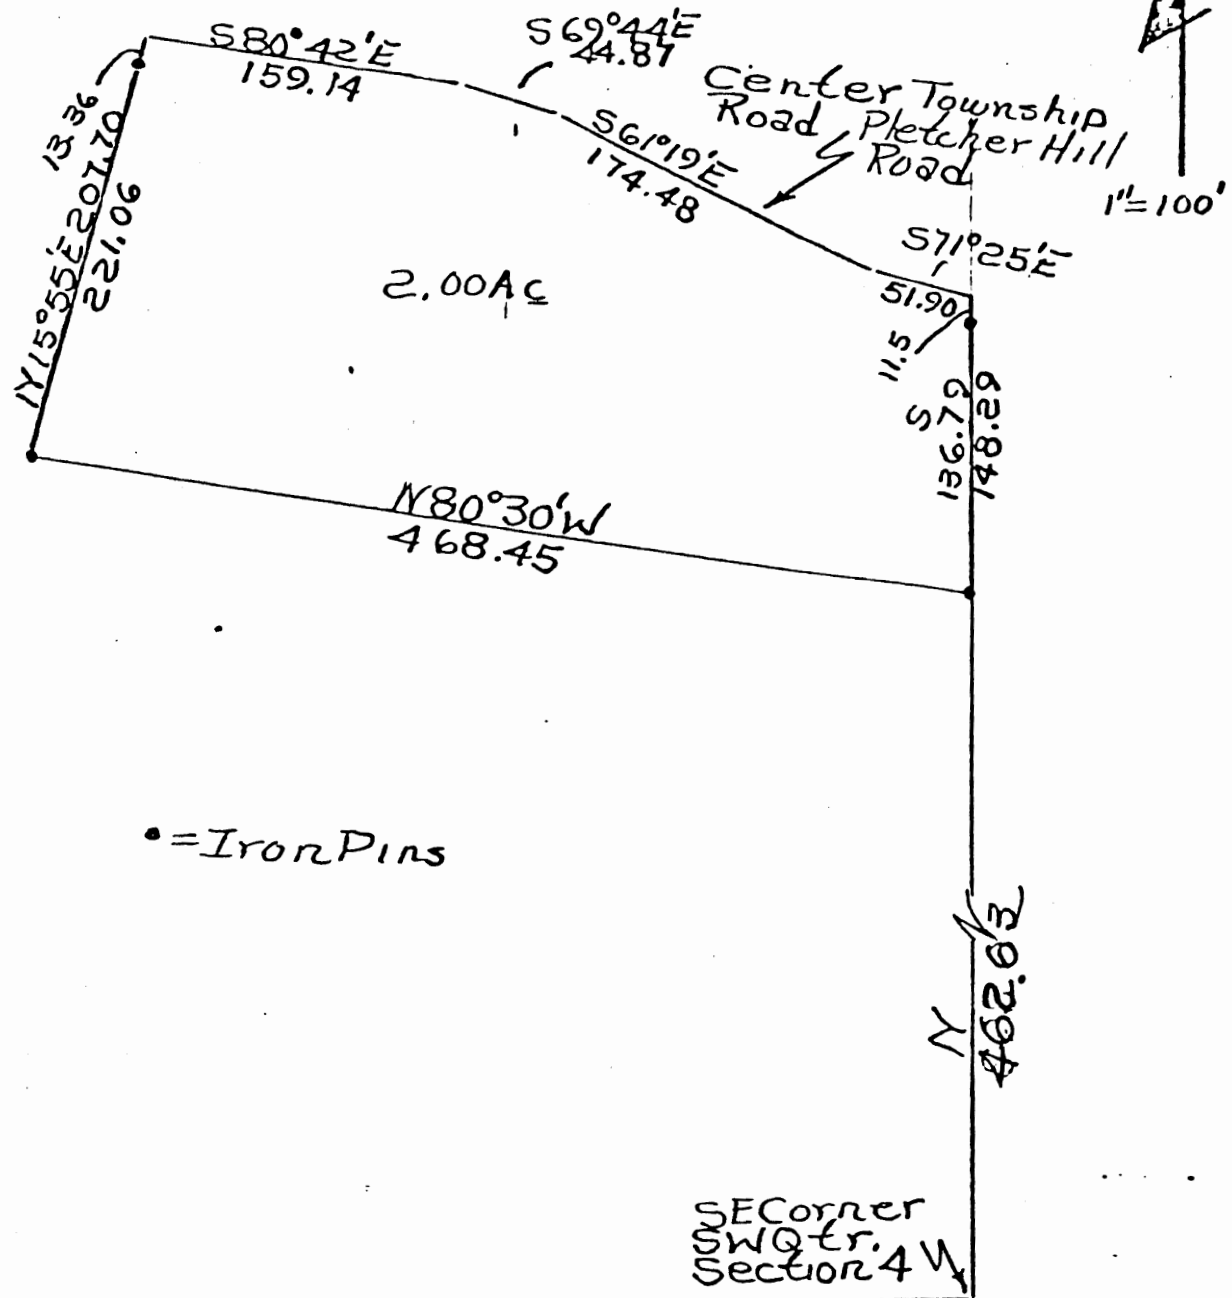 S80°42'E
159.14
S69°44'E
44.87
Center Township
Road
Pletcher Hill
Road
1"=100'
13.36
N15°55'E 207.70
221.06
S61°19'E
174.48
S71°25'E
51.90
2.00Ac
11.5
S
136.79
148.29
N80°30'W
468.45
•=Iron Pins
N
462.63
SE Corner
SW Qtr.
Section 4